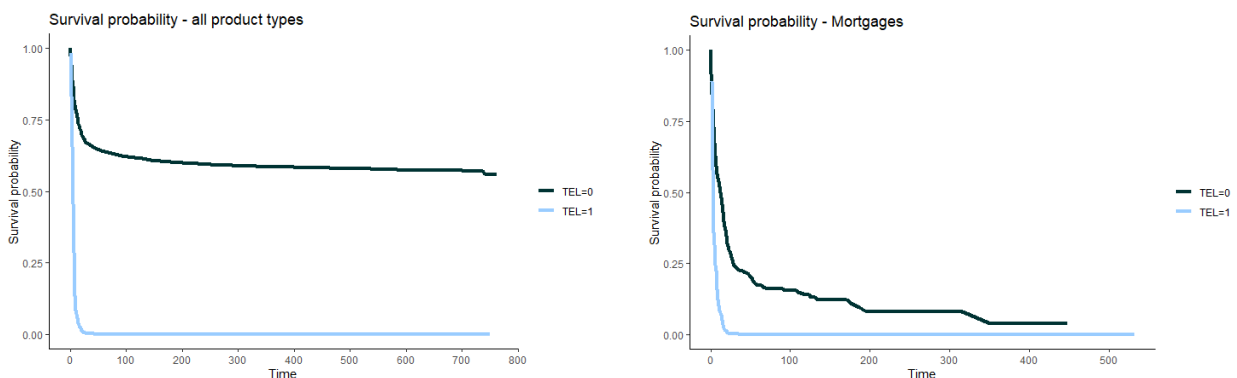 Survival probability - all product types
Survival probability
1.00
0.75
0.50
0.25
0.00
0
100
200
300
400
500
600
700
800
Time
TEL=0
TEL=1
Survival probability - Mortgages
Survival probability
1.00
0.75
0.50
0.25
0.00
0
100
200
300
400
500
Time
TEL=0
TEL=1